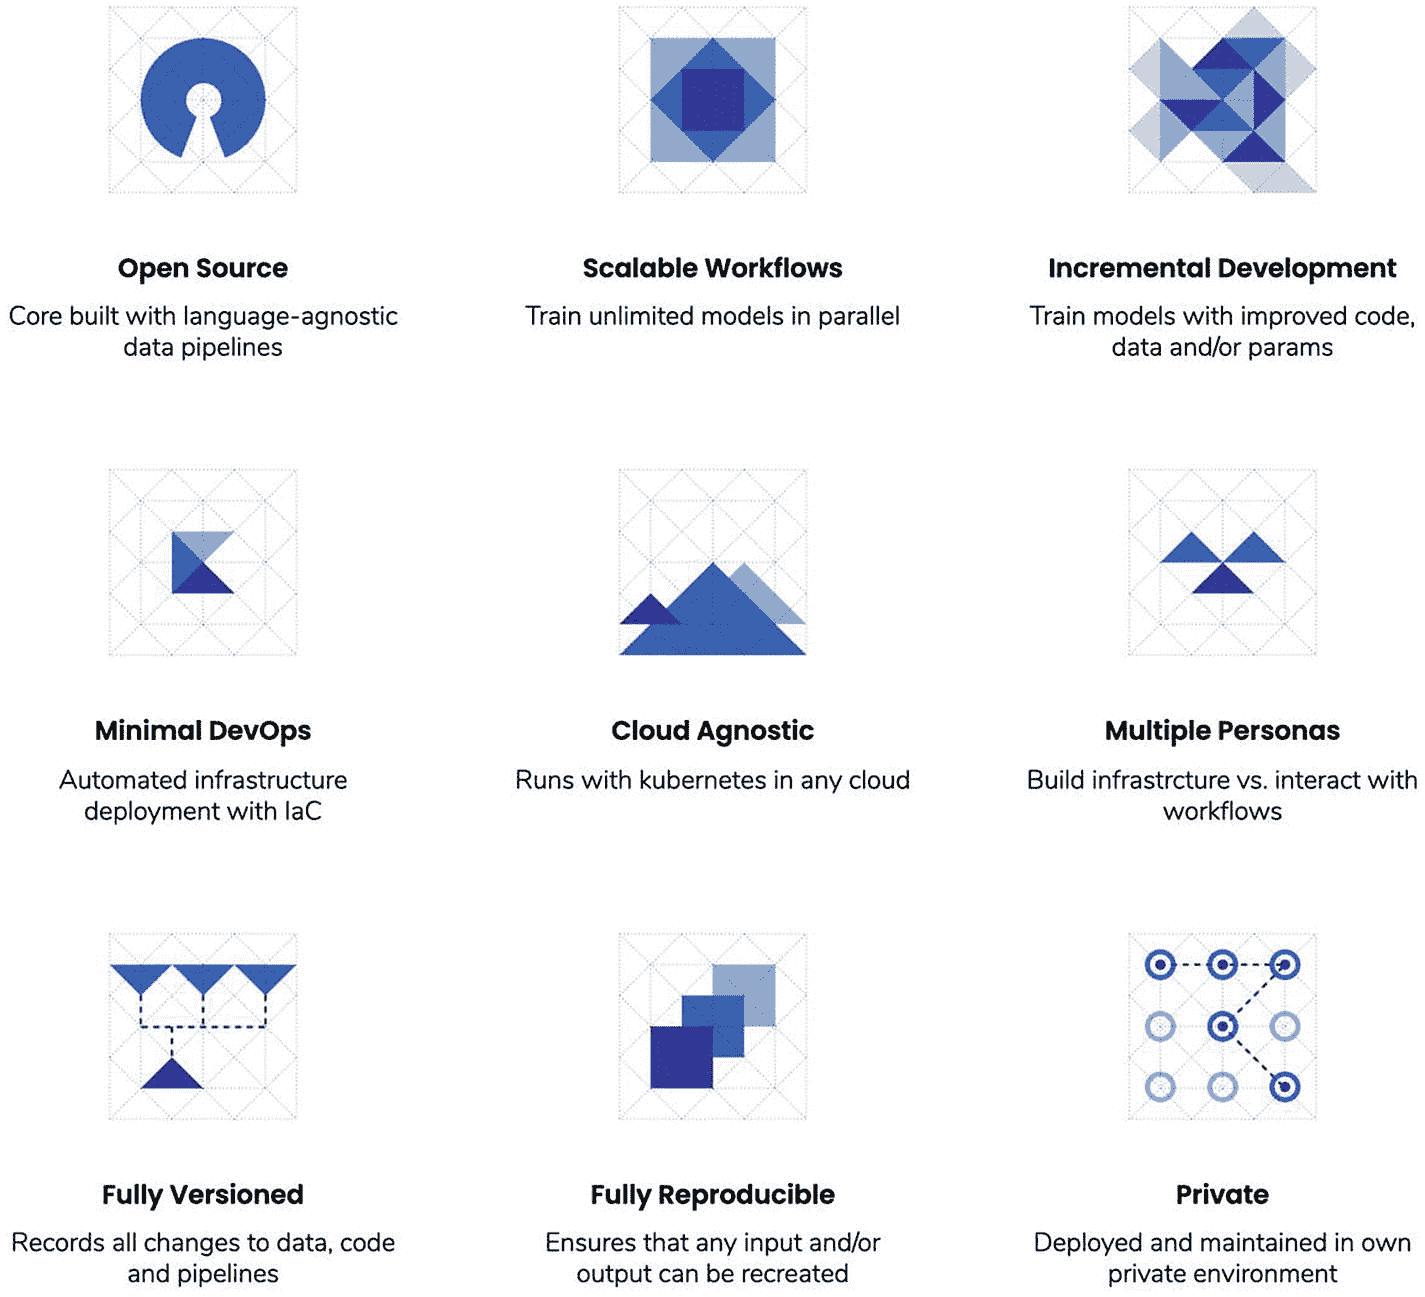 Open Source
Core built with language-agnostic
data pipelines
Scalable Workflows
Train unlimited models in parallel
Incremental Development
Train models with improved code,
data and/or params
Minimal DevOps
Automated infrastructure
deployment with IaC
Cloud Agnostic
Runs with kubernetes in any cloud
Multiple Personas
Build infrastrcture vs. interact with
workflows
Fully Versioned
Records all changes to data, code
and pipelines
Fully Reproducible
Ensures that any input and/or
output can be recreated
Private
Deployed and maintained in own
private environment